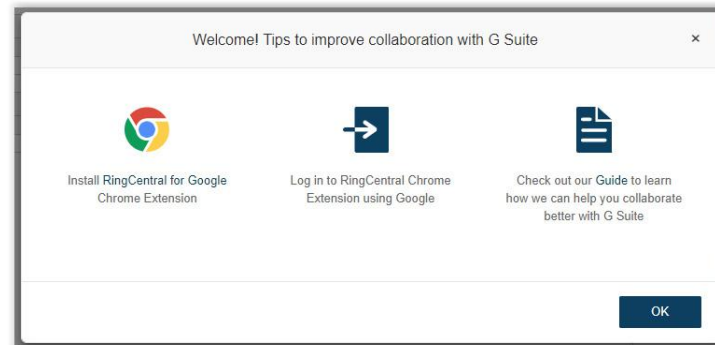 Welcome! Tips to improve collaboration with G Suite
×
Install RingCentral for Google
Chrome Extension
Log in to RingCentral Chrome
Extension using Google
Check out our Guide to learn
how we can help you collaborate
better with G Suite
OK